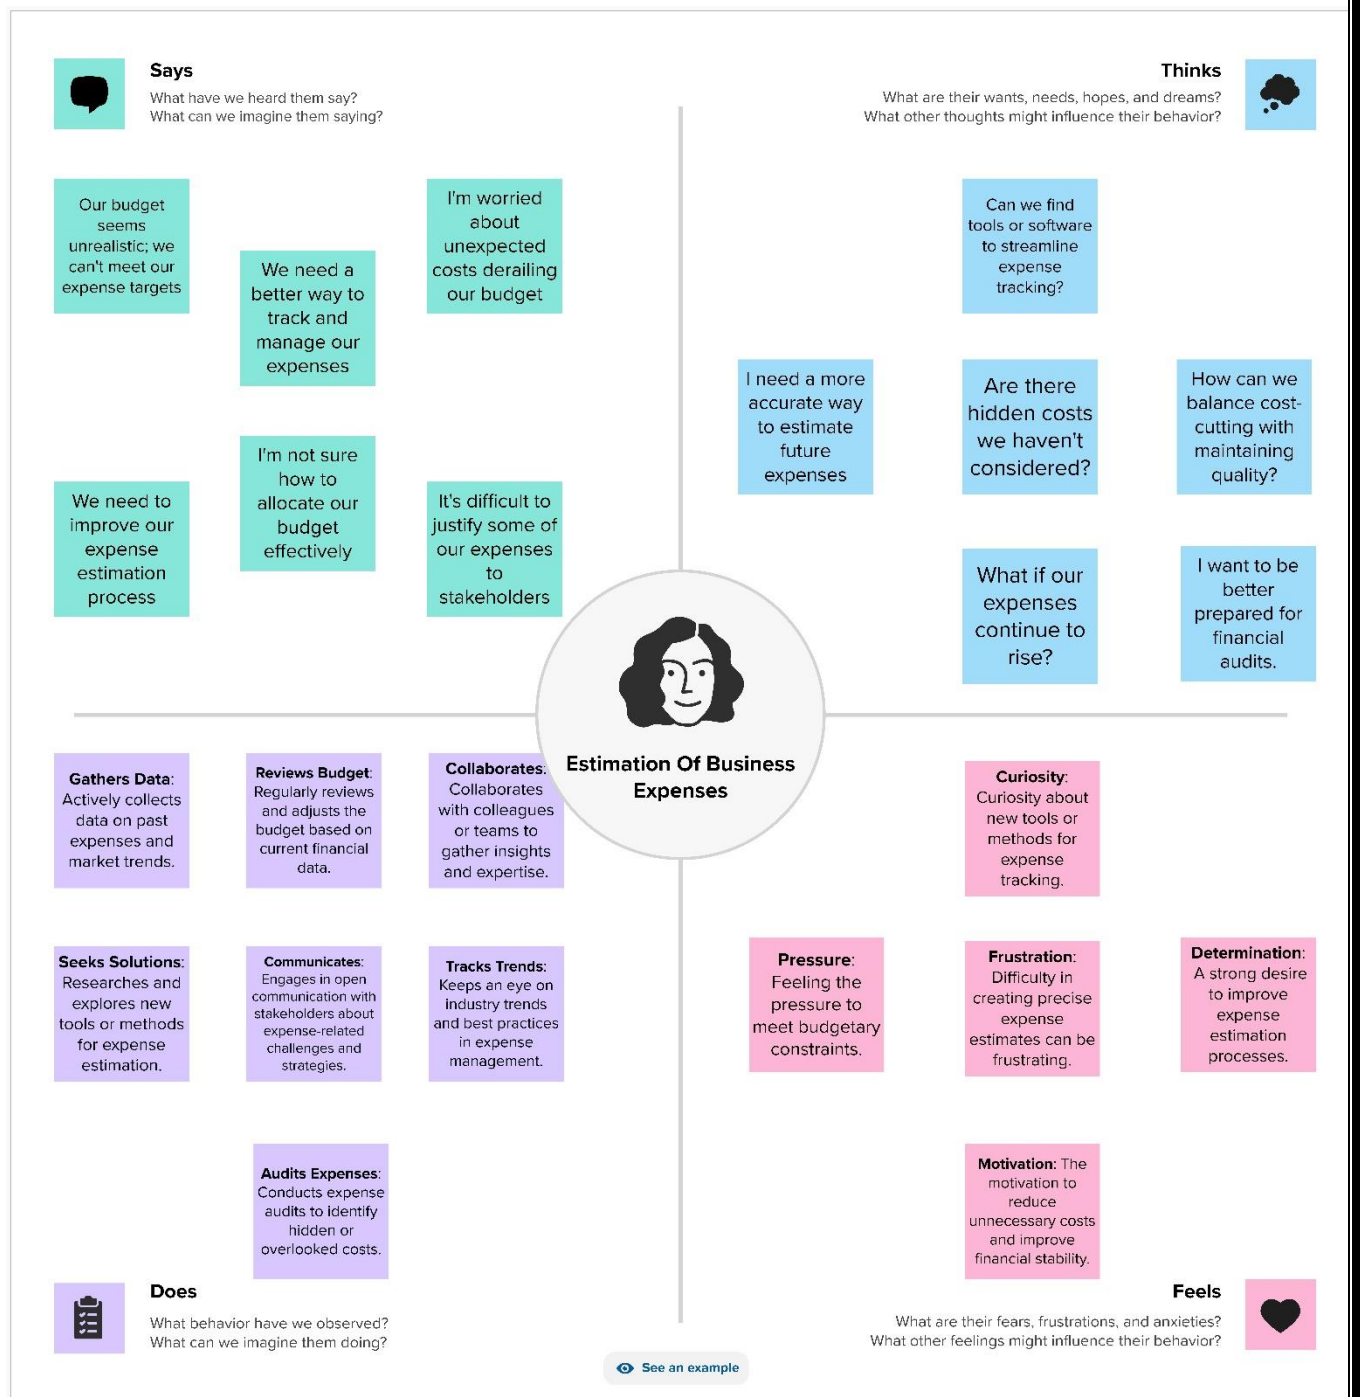 Says
What have we heard them say?
What can we imagine them saying?
Our budget
seems
unrealistic; we
can't meet our
expense targets
We need a
better way to
track and
manage our
expenses
I'm worried
about
unexpected
costs derailing
our budget
We need to
improve our
expense
estimation
process
I'm not sure
how to
allocate our
budget
effectively
It's difficult to
justify some of
our expenses
to
stakeholders
Thinks
What are their wants, needs, hopes, and dreams?
What other thoughts might influence their behavior?
Can we find
tools or software
to streamline
expense
tracking?
I need a more
accurate way
to estimate
future
expenses
Are there
hidden costs
we haven't
considered?
How can we
balance cost-
cutting with
maintaining
quality?
What if our
expenses
continue to
rise?
I want to be
better
prepared for
financial
audits.
Estimation Of Business
Expenses
Gathers Data:
Actively collects
data on past
expenses and
market trends.
Reviews Budget:
Regularly reviews
and adjusts the
budget based on
current financial
data.
Collaborates:
Collaborates
with colleagues
or teams to
gather insights
and expertise.
Seeks Solutions:
Researches and
explores new
tools or methods
for expense
estimation.
Communicates:
Engages in open
communication with
stakeholders about
expense-related
challenges and
strategies.
Tracks Trends:
Keeps an eye on
industry trends
and best practices
in expense
management.
Audits Expenses:
Conducts expense
audits to identify
hidden or
overlooked costs.
Does
What behavior have we observed?
What can we imagine them doing?
Curiosity:
Curiosity about
new tools or
methods for
expense
tracking.
Pressure:
Feeling the
pressure to
meet budgetary
constraints.
Frustration:
Difficulty in
creating precise
expense
estimates can be
frustrating.
Determination:
A strong desire
to improve
expense
estimation
processes.
Motivation: The
motivation to
reduce
unnecessary costs
and improve
financial stability.
Feels
What are their fears, frustrations, and anxieties?
What other feelings might influence their behavior?
See an example